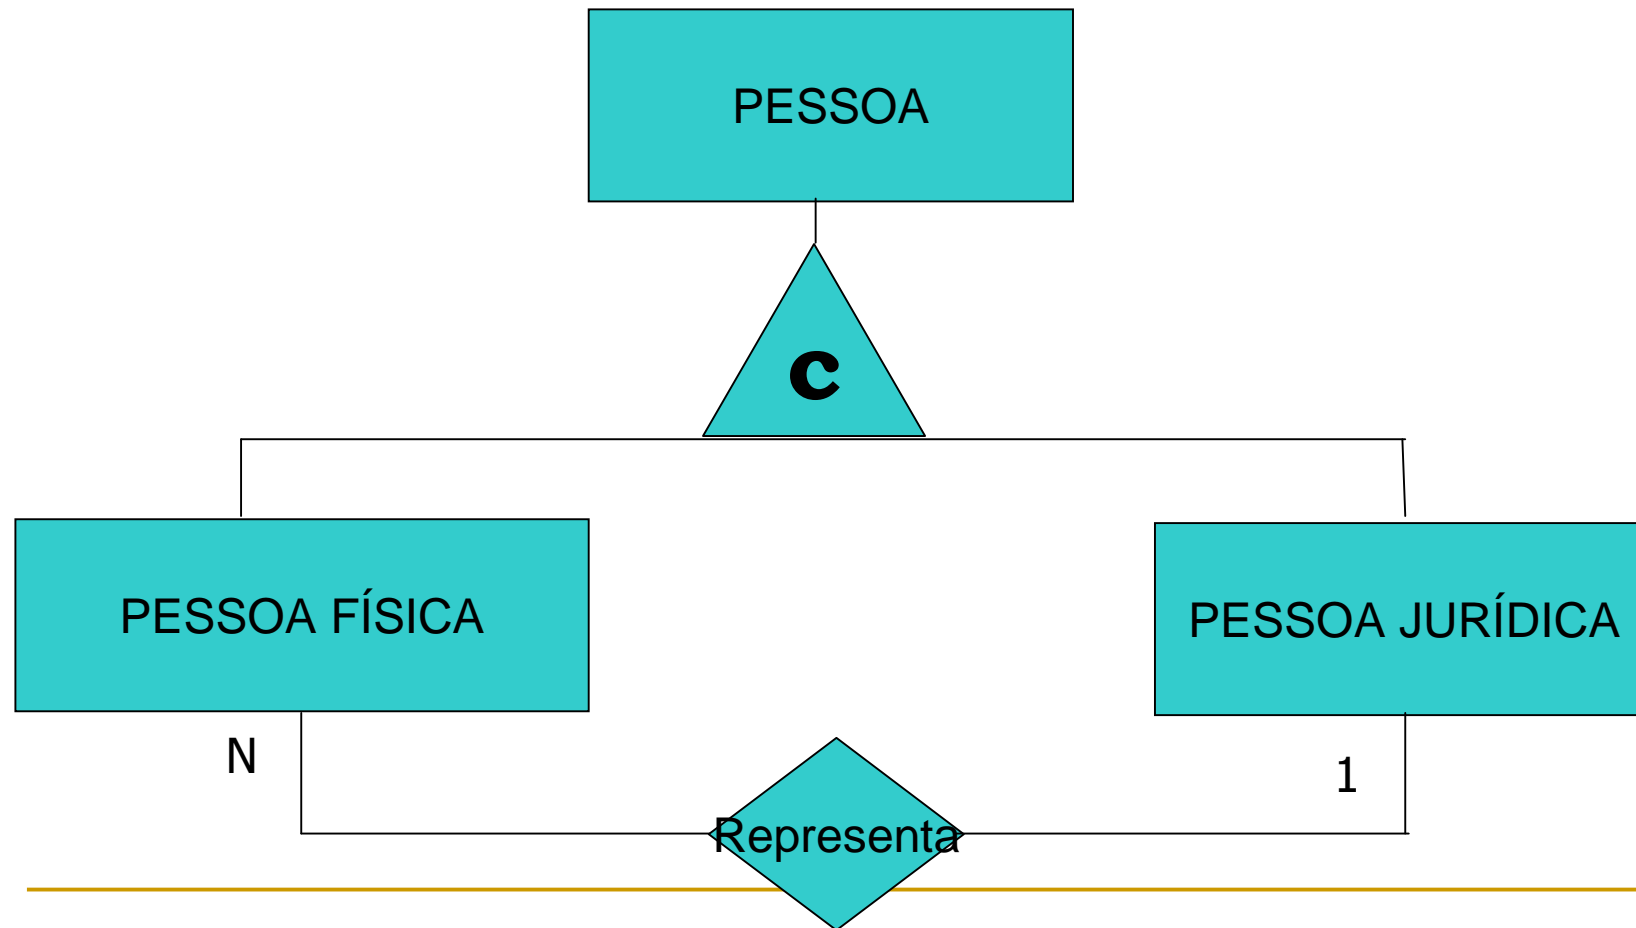 PESSOA
c
PESSOA FÍSICA
PESSOA JURÍDICA
N
1
Representa